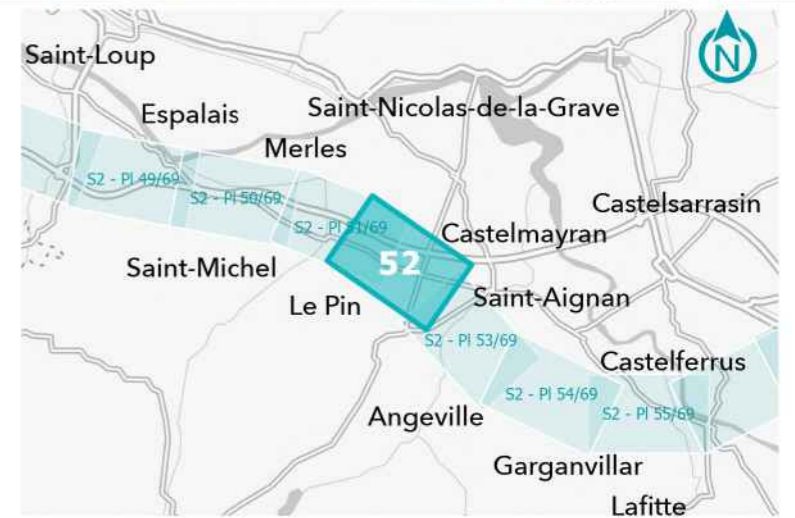 N
Saint-Loup
Espalais
Saint-Nicolas-de-la-Grave
Merles
S2 - Pl 49/69
S2 - Pl 50/69
Castelsarrasin
S2 - Pl 51/69
Castelmayran
52
Saint-Michel
Le Pin
Saint-Aignan
S2 - Pl 53/69
Castelferrus
S2 - Pl 54/69
S2 - Pl 55/69
Angeville
Garganvillar
Lafitte